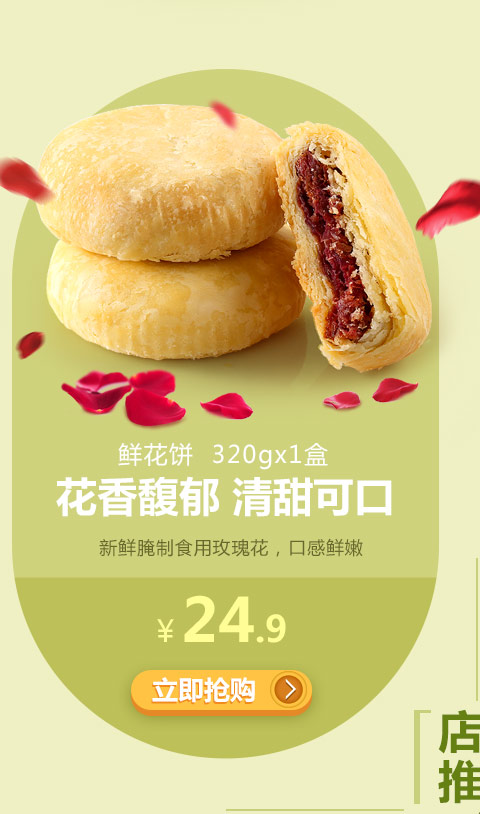 鲜花饼 320gx1盒
花香馥郁 清甜可口
新鲜腌制食用玫瑰花，口感鲜嫩
¥24.9
立即抢购
店
推